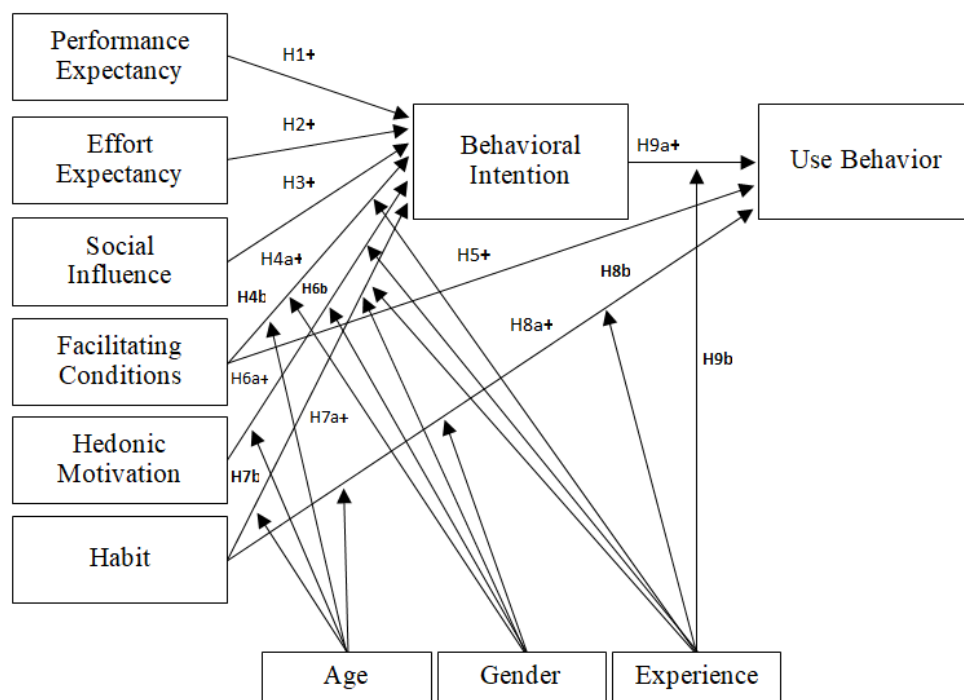 Performance
Expectancy
H1+
Effort
Expectancy
H2+
Behavioral
Intention
H9a+
Use Behavior
H3+
Social
Influence
H4a+
H5+
H4b
H6b
H8b
Facilitating
Conditions
H8a+
H9b
H6a+
H7a+
Hedonic
Motivation
H7b
Habit
Age
Gender
Experience